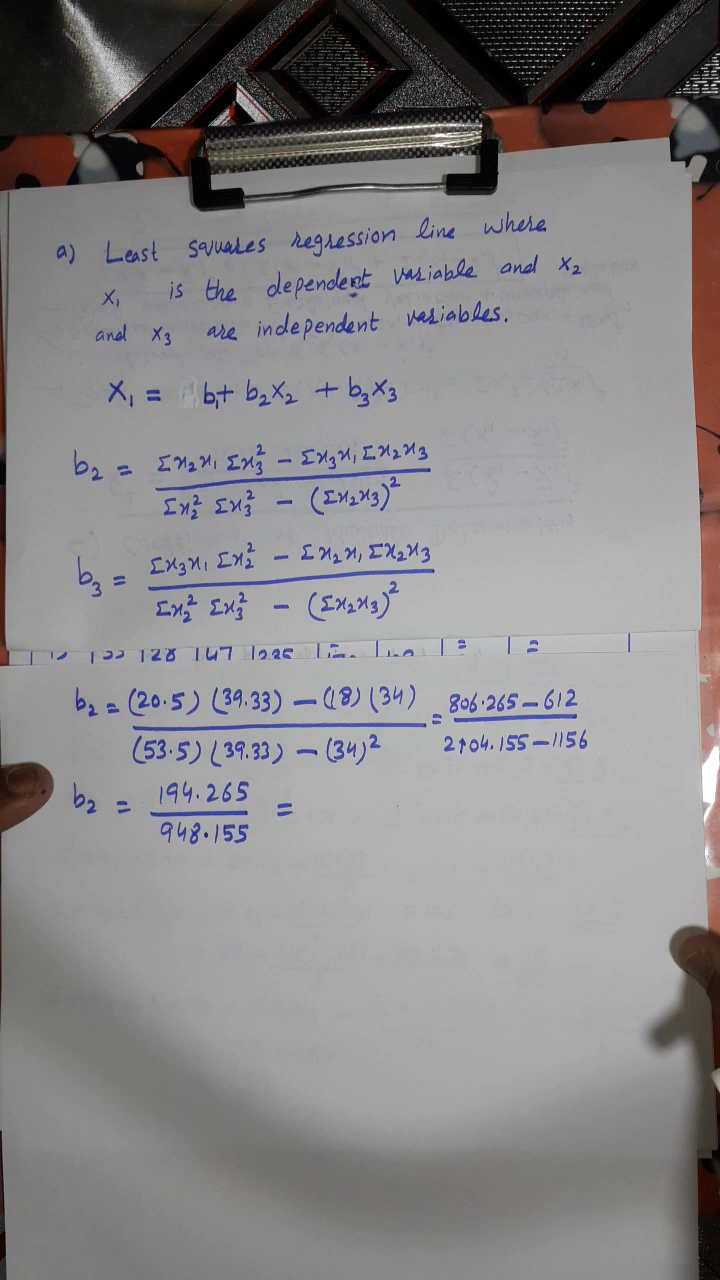 a) Least squares regression line where
X₁ is the dependent variable and X₂
and X₃ are independent variables.
X₁ = b₁+ b₂X₂ + b₃X₃
b₂ = (Σx₂x₁ Σx₃² − Σx₃x₁ Σx₂x₃) / (Σx₂² Σx₃² − (Σx₂x₃)²)
b₃ = (Σx₃x₁ Σx₂² − Σx₂x₁ Σx₂x₃) / (Σx₂² Σx₃² − (Σx₂x₃)²)
b₂ = ((20.5) (39.33) − (18) (34)) / ((53.5) (39.33) − (34)²) = (806.265 − 612) / (2104.155 − 1156)
b₂ = 194.265 / 948.155 =